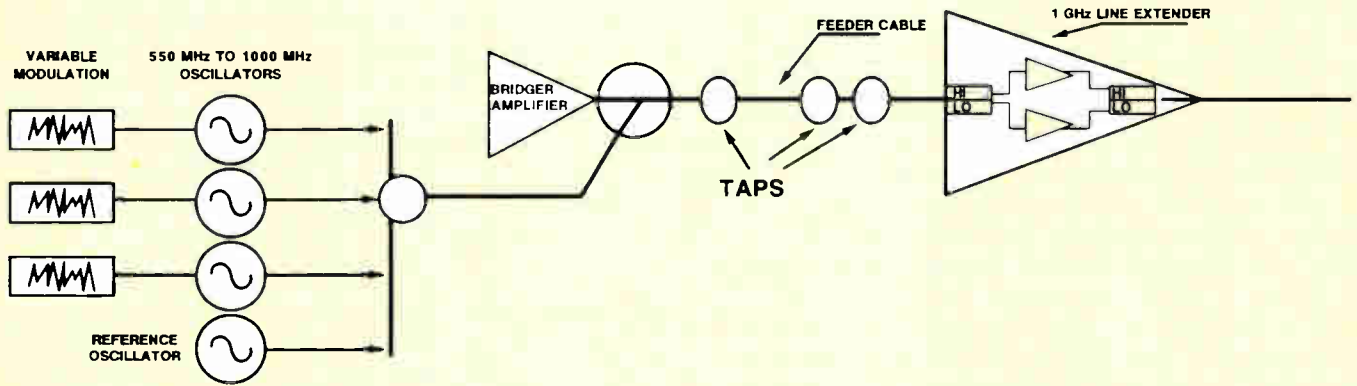 VARIABLE
MODULATION
550 MHz TO 1000 MHz
OSCILLATORS
REFERENCE
OSCILLATOR
BRIDGER
AMPLIFIER
FEEDER CABLE
TAPS
1 GHz LINE EXTENDER
HI
LO
HI
LO